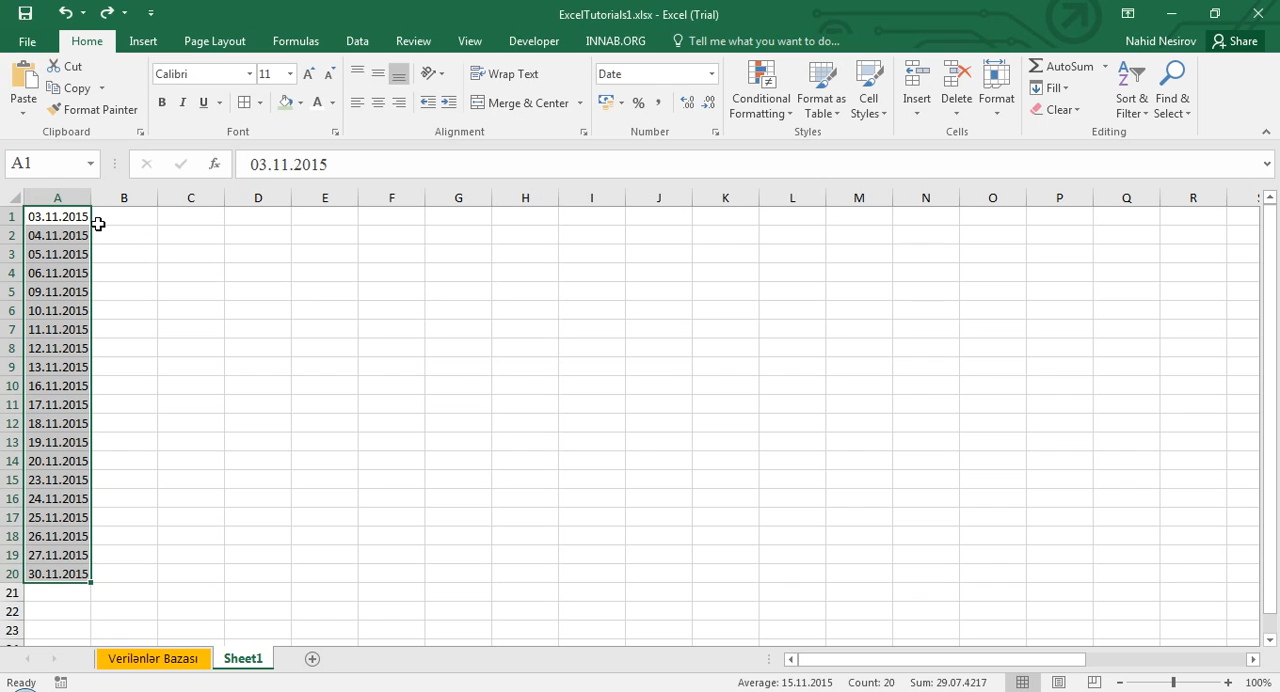 ExcelTutorials1.xlsx - Excel (Trial)
File Home Insert Page Layout Formulas Data Review View Developer INNAB.ORG Tell me what you want to do... Nahid Nesirov Share
Paste
Cut
Copy
Format Painter
Clipboard
Calibri 11
B I U
Font
Wrap Text
Merge & Center
Alignment
Date
%
Number
Conditional Formatting
Format as Table
Cell Styles
Styles
Insert
Delete
Format
Cells
AutoSum
Fill
Clear
Sort & Filter
Find & Select
Editing
A1 fx 03.11.2015
A B C D E F G H I J K L M N O P Q R
1 03.11.2015
2 04.11.2015
3 05.11.2015
4 06.11.2015
5 09.11.2015
6 10.11.2015
7 11.11.2015
8 12.11.2015
9 13.11.2015
10 16.11.2015
11 17.11.2015
12 18.11.2015
13 19.11.2015
14 20.11.2015
15 23.11.2015
16 24.11.2015
17 25.11.2015
18 26.11.2015
19 27.11.2015
20 30.11.2015
21
22
23
Verilənlər Bazası Sheet1
Ready Average: 15.11.2015 Count: 20 Sum: 29.07.4217 100%